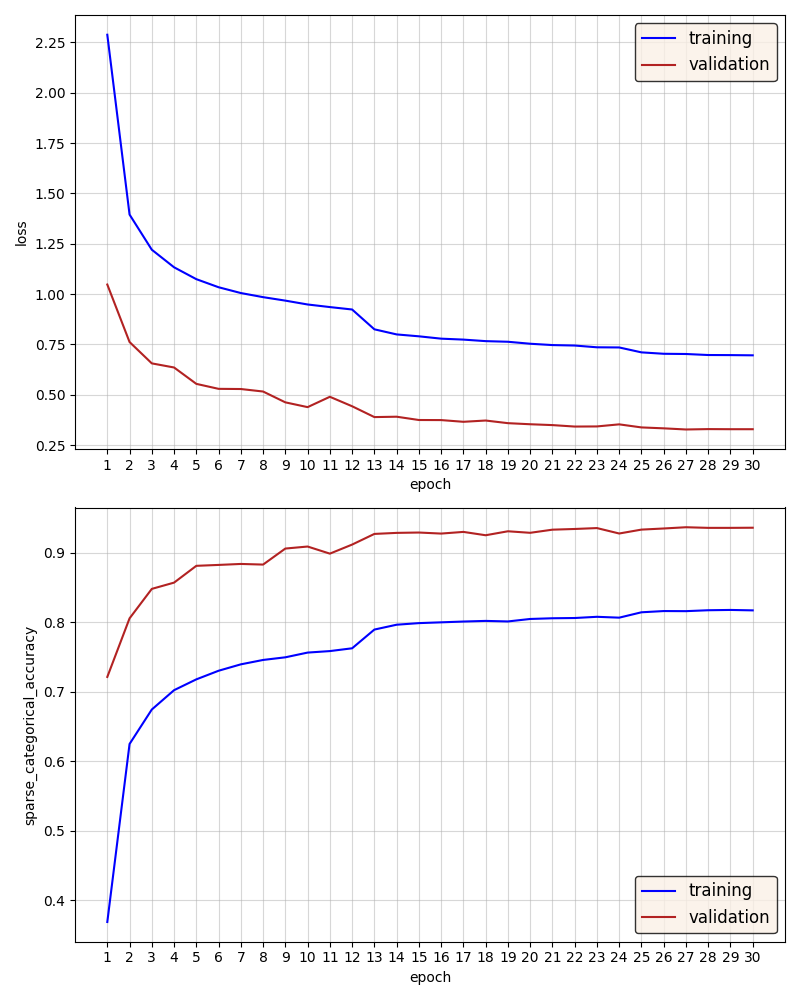 2.25
2.00
1.75
1.50
1.25
1.00
0.75
0.50
0.25
loss
training
validation
1 2 3 4 5 6 7 8 9 10 11 12 13 14 15 16 17 18 19 20 21 22 23 24 25 26 27 28 29 30
epoch
0.9
0.8
0.7
0.6
0.5
0.4
sparse_categorical_accuracy
training
validation
1 2 3 4 5 6 7 8 9 10 11 12 13 14 15 16 17 18 19 20 21 22 23 24 25 26 27 28 29 30
epoch